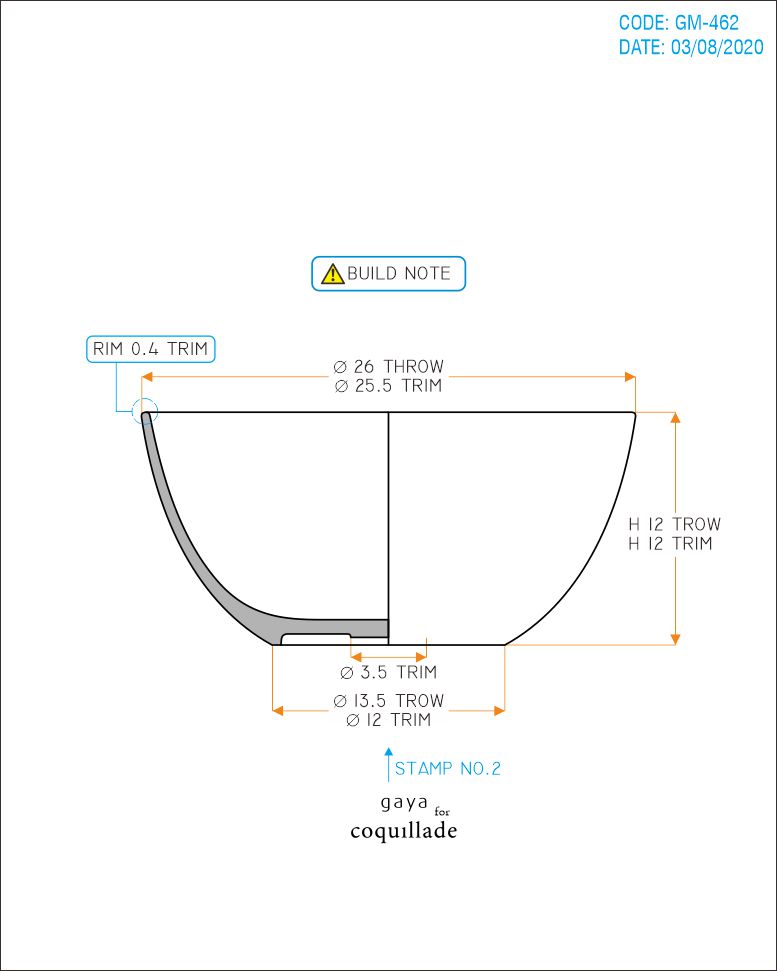 CODE: GM-462
DATE: 03/08/2020
BUILD NOTE
RIM 0.4 TRIM
Ø 26 THROW
Ø 25.5 TRIM
H 12 TROW
H 12 TRIM
Ø 3.5 TRIM
Ø 13.5 TROW
Ø 12 TRIM
STAMP NO.2
gaya for
coquillade